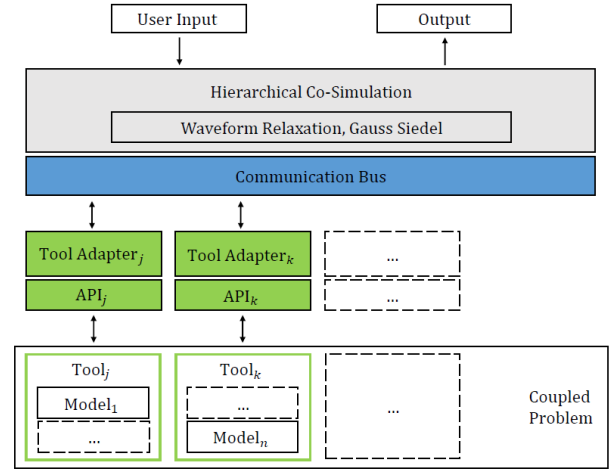 User Input
Output
Hierarchical Co-Simulation
Waveform Relaxation, Gauss Siedel
Communication Bus
Tool Adapterⱼ
Tool Adapterₖ
...
APIⱼ
APIₖ
...
Toolⱼ
Toolₖ
Model₁
...
...
Modelₙ
...
Coupled
Problem